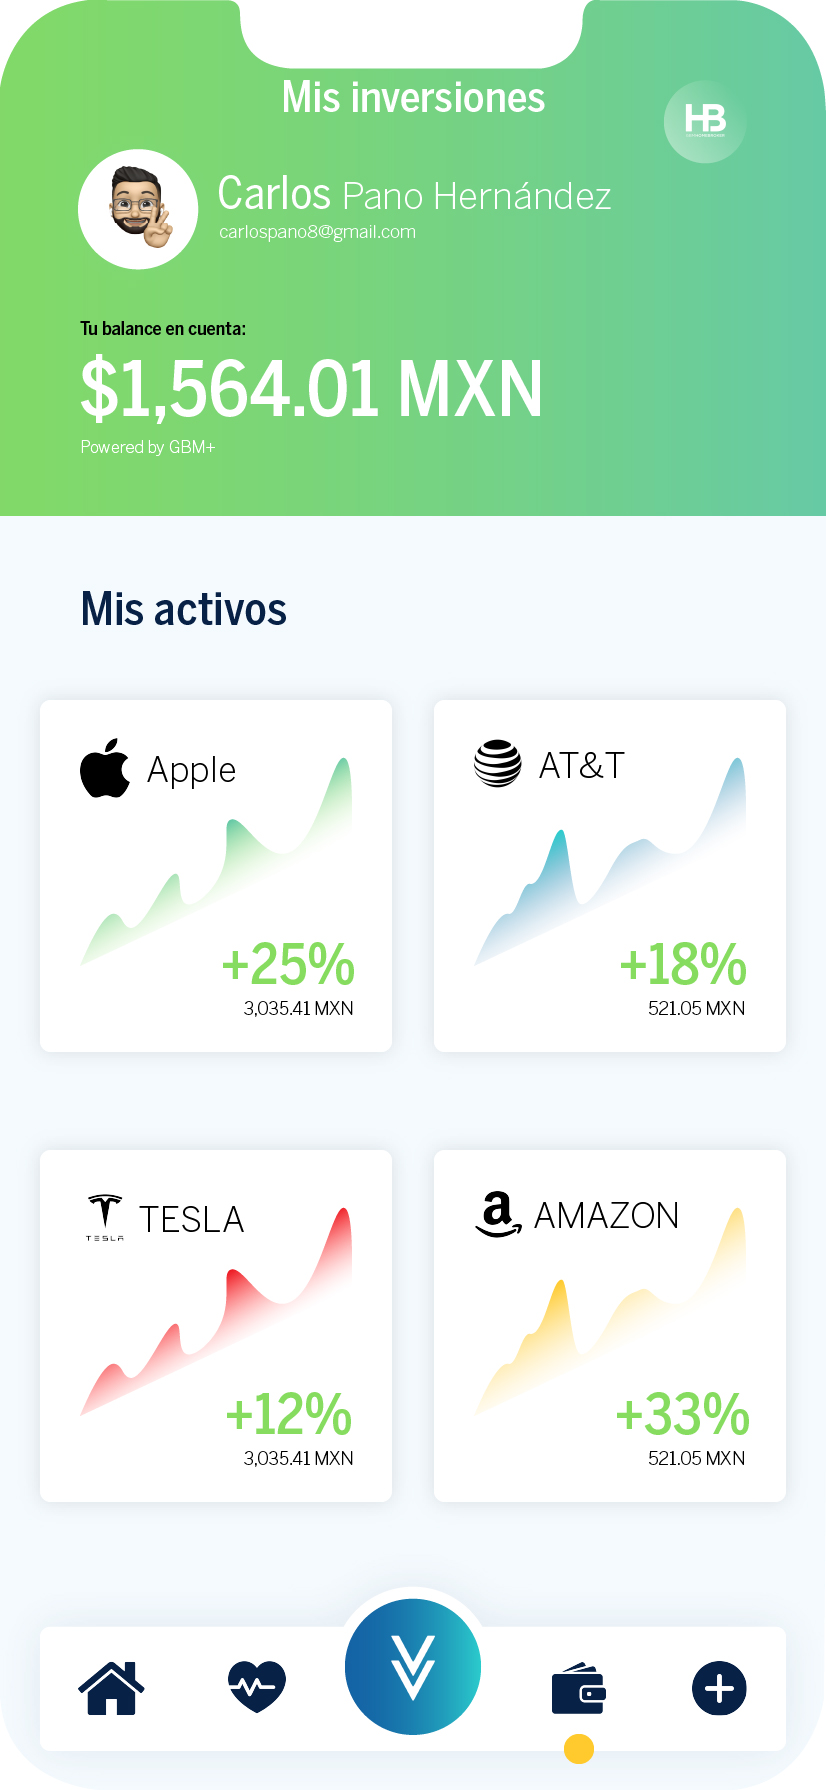 Mis inversiones
HB
Carlos Pano Hernández
carlospano8@gmail.com
Tu balance en cuenta:
$1,564.01 MXN
Powered by GBM+
Mis activos
Apple
+25%
3,035.41 MXN
AT&T
+18%
521.05 MXN
TESLA
TESLA
+12%
3,035.41 MXN
a
AMAZON
+33%
521.05 MXN